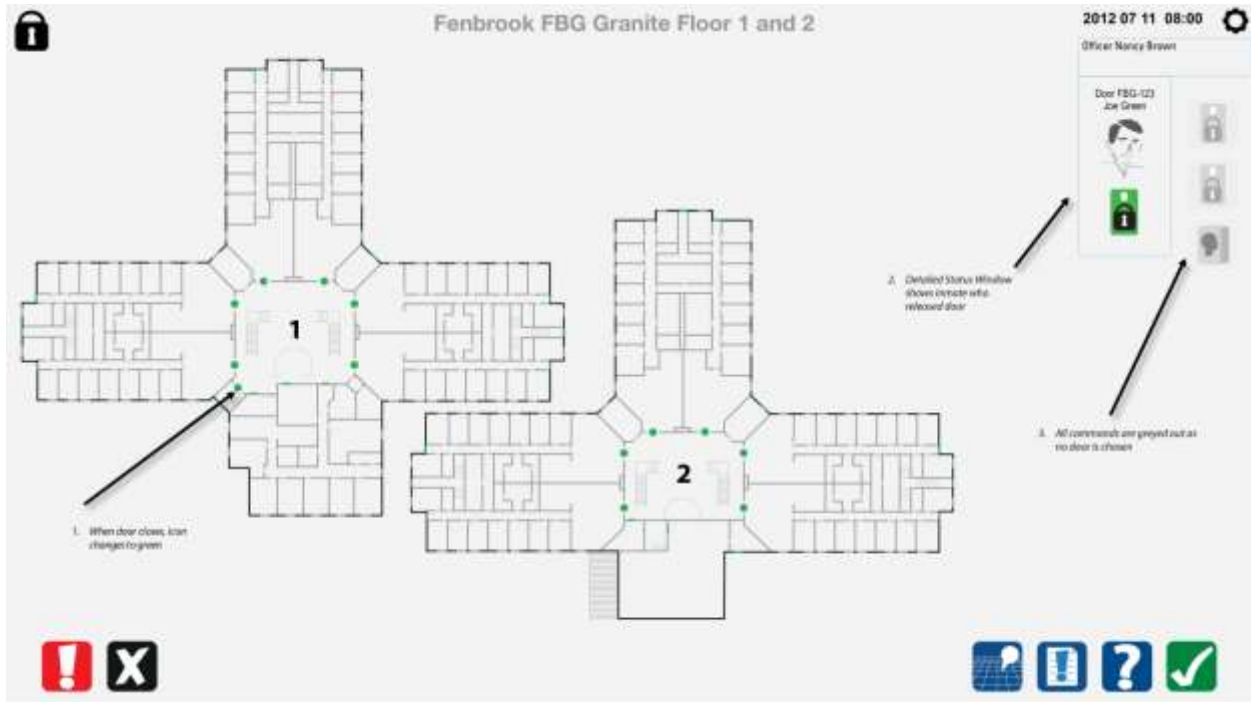 Fenbrook FBG Granite Floor 1 and 2
2012 07 11 08:00
Officer Nancy Brown
Door FBG-123
Joe Green
1
2
2. Detailed Status Window
shows inmate who
released door
3. All commands are greyed out as
no door is chosen
1. When door closes, icon
changes to green